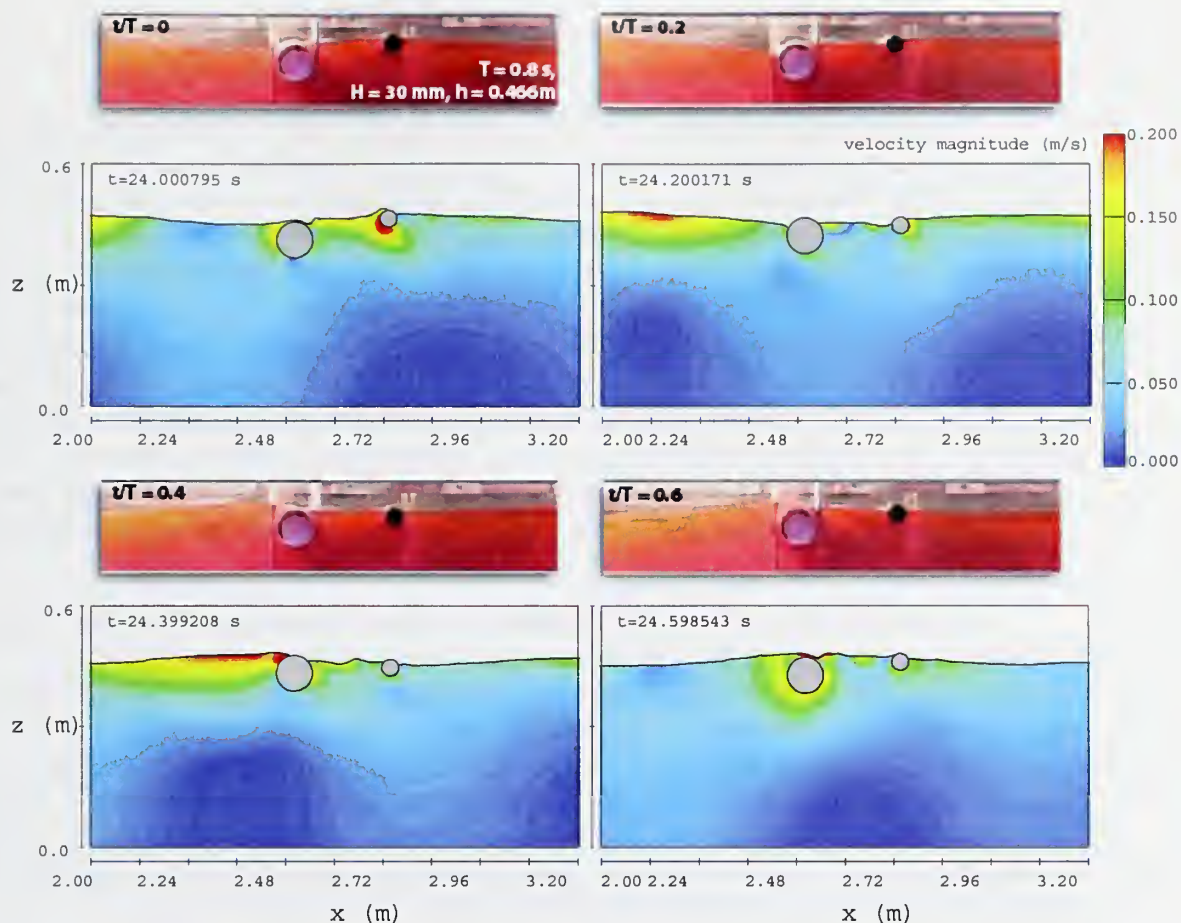 t/T = 0
T = 0.8 s,
H = 30 mm, h = 0.466m
t/T = 0.2
velocity magnitude (m/s)
0.200
0.150
0.100
0.050
0.000
0.6
t=24.000795 s
z (m)
0.0
2.00 2.24 2.48 2.72 2.96 3.20
t=24.200171 s
2.00 2.24 2.48 2.72 2.96 3.20
t/T = 0.4
t/T = 0.6
0.6
t=24.399208 s
z (m)
0.0
2.00 2.24 2.48 2.72 2.96 3.20
x (m)
t=24.598543 s
2.00 2.24 2.48 2.72 2.96 3.20
x (m)